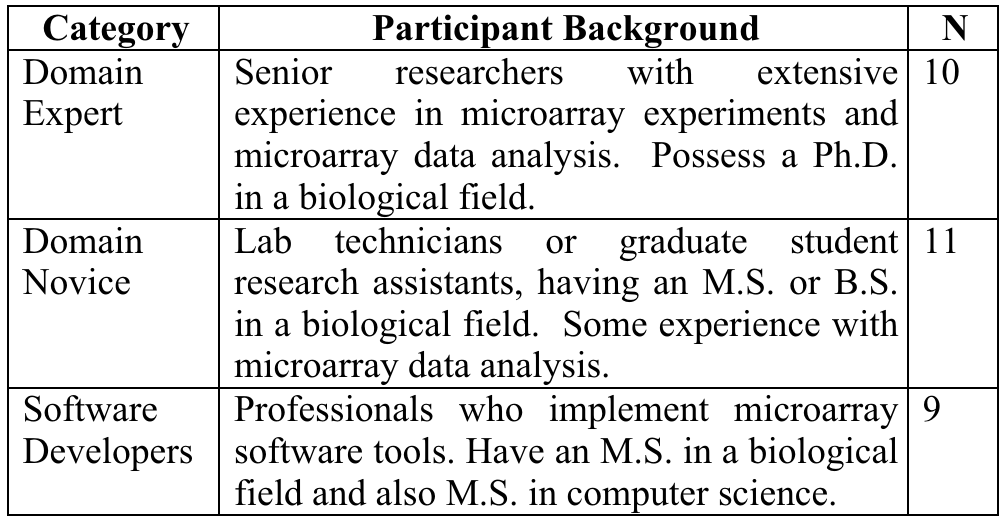 Category Participant Background N
Domain Expert Senior researchers with extensive experience in microarray experiments and microarray data analysis. Possess a Ph.D. in a biological field. 10
Domain Novice Lab technicians or graduate student research assistants, having an M.S. or B.S. in a biological field. Some experience with microarray data analysis. 11
Software Developers Professionals who implement microarray software tools. Have an M.S. in a biological field and also M.S. in computer science. 9